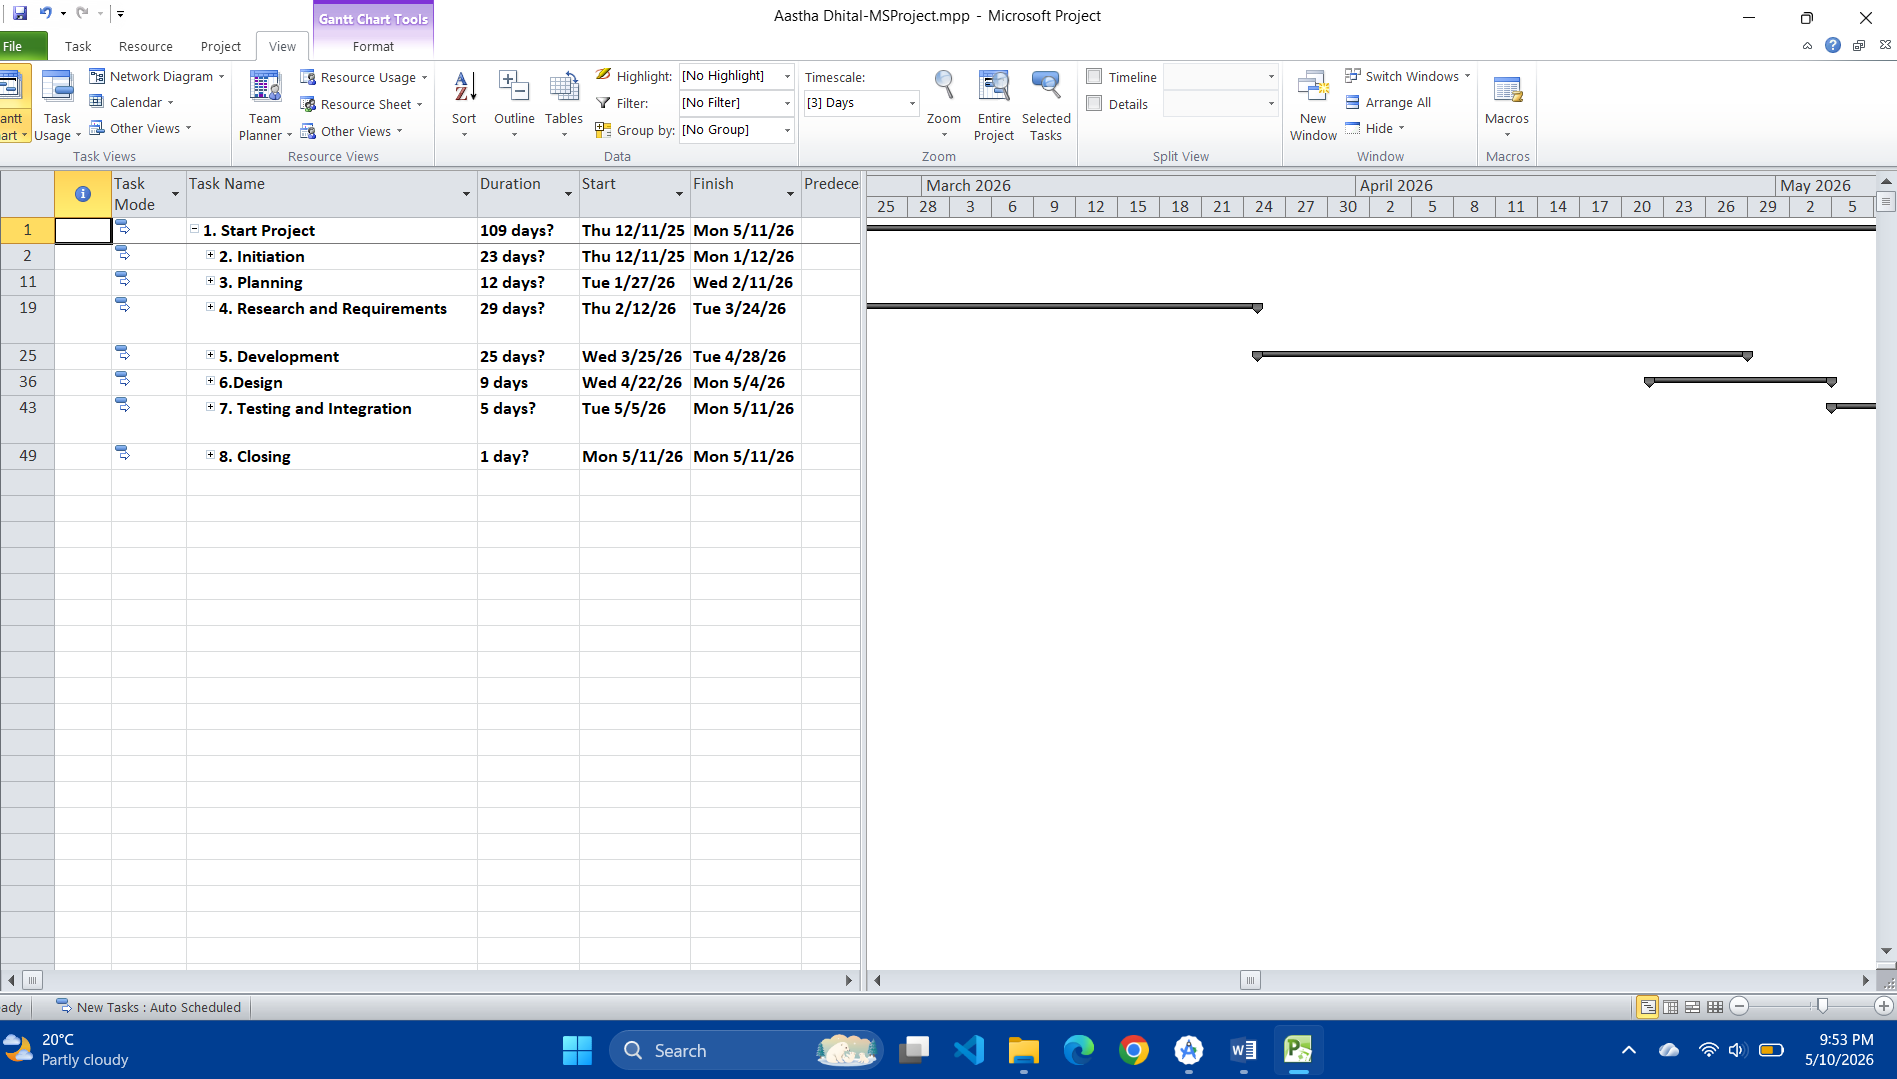 Aastha Dhital-MSProject.mpp - Microsoft Project
Gantt Chart Tools
File Task Resource Project View Format
Network Diagram
Calendar
Other Views
Task Usage
Task Views
Team Planner
Resource Usage
Resource Sheet
Other Views
Resource Views
Sort
Outline
Tables
Highlight: [No Highlight]
Filter: [No Filter]
Group by: [No Group]
Data
Timescale:
[3] Days
Zoom
Entire Project
Selected Tasks
Zoom
Timeline
Details
Split View
New Window
Switch Windows
Arrange All
Hide
Window
Macros
Macros
Task Mode Task Name Duration Start Finish Predece
March 2026 April 2026 May 2026
25 28 3 6 9 12 15 18 21 24 27 30 2 5 8 11 14 17 20 23 26 29 2 5
1 1. Start Project 109 days? Thu 12/11/25 Mon 5/11/26
2 2. Initiation 23 days? Thu 12/11/25 Mon 1/12/26
11 3. Planning 12 days? Tue 1/27/26 Wed 2/11/26
19 4. Research and Requirements 29 days? Thu 2/12/26 Tue 3/24/26
25 5. Development 25 days? Wed 3/25/26 Tue 4/28/26
36 6.Design 9 days Wed 4/22/26 Mon 5/4/26
43 7. Testing and Integration 5 days? Tue 5/5/26 Mon 5/11/26
49 8. Closing 1 day? Mon 5/11/26 Mon 5/11/26
ady New Tasks : Auto Scheduled
20°C
Partly cloudy
Search
9:53 PM
5/10/2026